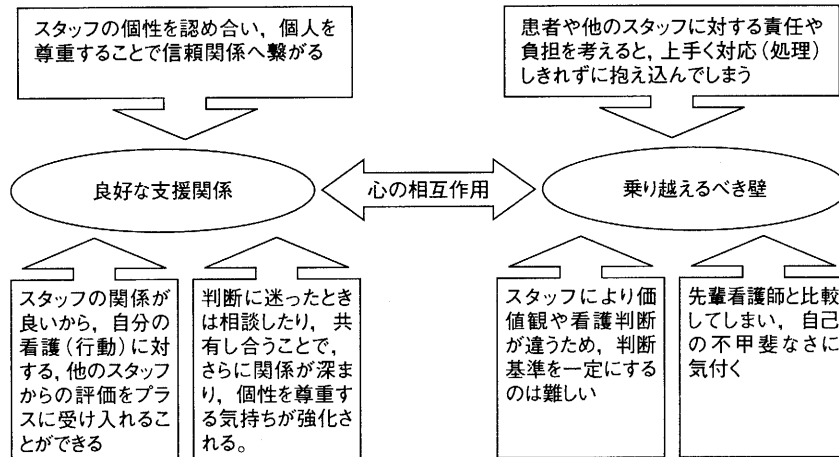 スタッフの個性を認め合い，個人を
尊重することで信頼関係へ繋がる
患者や他のスタッフに対する責任や
負担を考えると，上手く対応（処理）
しきれずに抱え込んでしまう
良好な支援関係
心の相互作用
乗り越えるべき壁
スタッフの関係が
良いから，自分の
看護（行動）に対
する，他のスタッフ
からの評価をプラ
スに受け入れるこ
とができる
判断に迷ったとき
は相談したり，共
有し合うことで，
さらに関係が深ま
り，個性を尊重す
る気持ちが強化さ
れる。
スタッフにより価
値観や看護判断
が違うため，判断
基準を一定にする
のは難しい
先輩看護師と比較
してしまい，自己
の不甲斐なさに
気付く